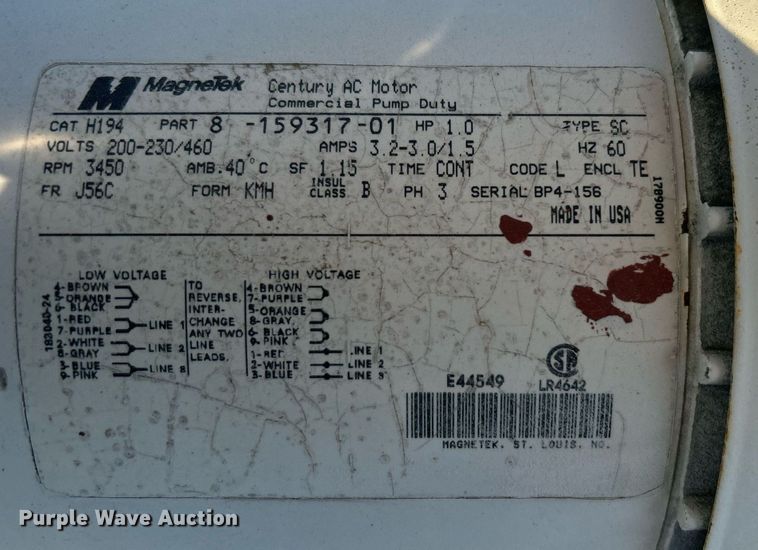 MagneTek Century AC Motor
Commercial Pump Duty
CAT H194 PART 8 -159317-01 HP 1.0 TYPE SC
VOLTS 200-230/460 AMPS 3.2-3.0/1.5 HZ 60
RPM 3450 AMB. 40°C SF 1.15 TIME CONT CODE L ENCL TE
FR J56C FORM KMH INSUL CLASS B PH 3 SERIAL BP4-156
MADE IN USA
178900M
LOW VOLTAGE
4-BROWN
5-ORANGE
6-BLACK
1-RED
7-PURPLE LINE 1
2-WHITE
8-GRAY LINE 2
3-BLUE
9-PINK LINE 3
183040-24
TO
REVERSE,
INTER-
CHANGE
ANY TWO
LINE
LEADS.
HIGH VOLTAGE
4-BROWN
7-PURPLE
5-ORANGE
8-GRAY
6-BLACK
9-PINK
1-RED LINE 1
2-WHITE LINE 2
3-BLUE LINE 3
E44549
SA
LR4642
MAGNETEK, ST. LOUIS, MO.
Purple Wave Auction